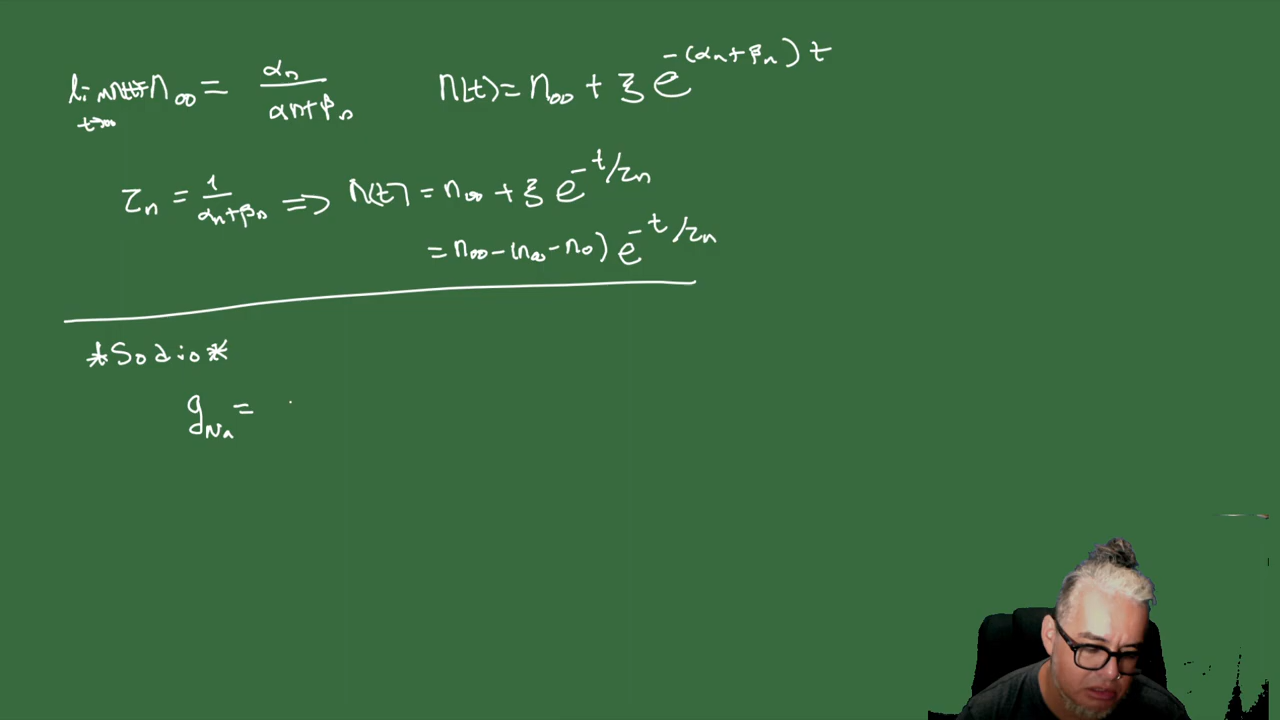 lim n(t) = n∞ = αn / (αn+βn)    n(t) = n∞ + ξ e^-(αn+βn)t
t→∞
τn = 1 / (αn+βn) ⟹ n(t) = n∞ + ξ e^-t/τn
= n∞ - (n∞ - n0) e^-t/τn
*Sodio*
gNa =